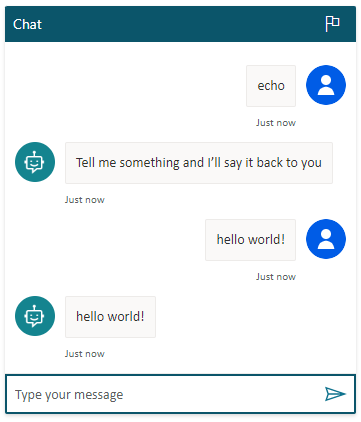 Chat
echo
Just now
Tell me something and I’ll say it back to you
Just now
hello world!
Just now
hello world!
Just now
Type your message